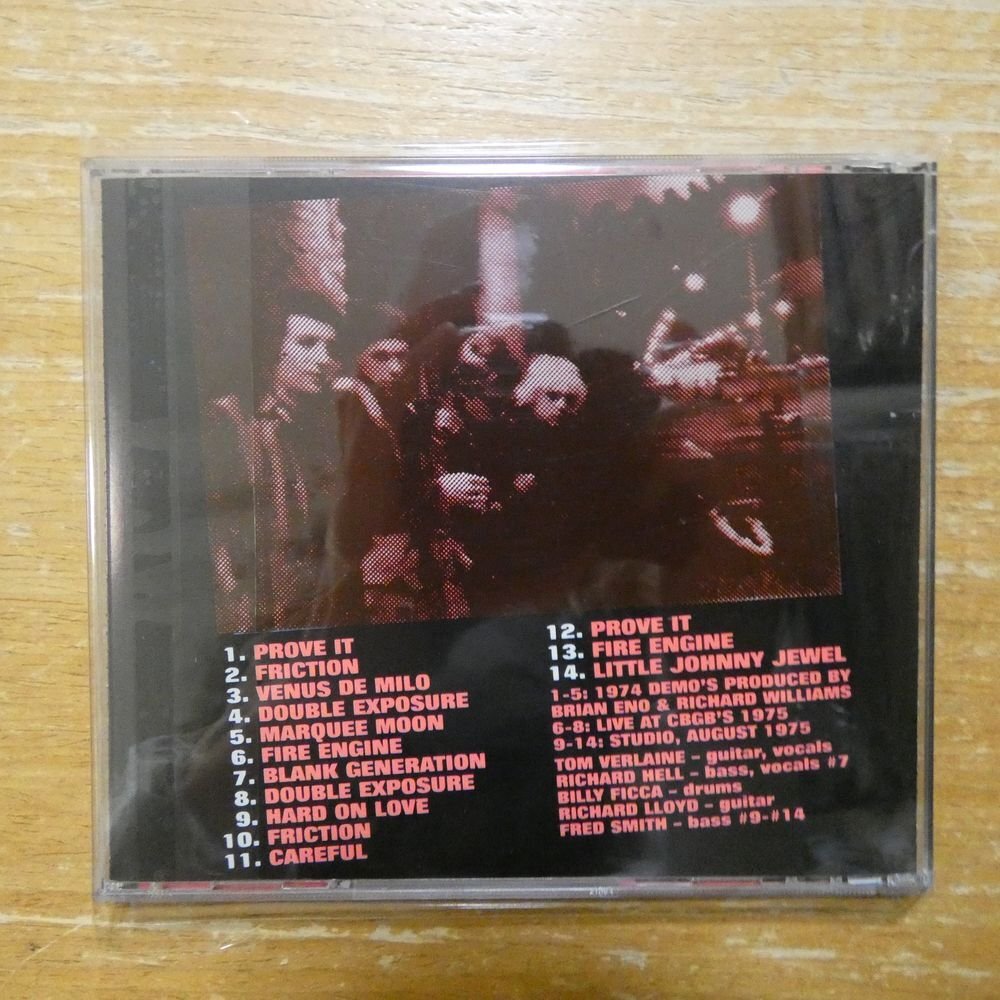 1. PROVE IT
2. FRICTION
3. VENUS DE MILO
4. DOUBLE EXPOSURE
5. MARQUEE MOON
6. FIRE ENGINE
7. BLANK GENERATION
8. DOUBLE EXPOSURE
9. HARD ON LOVE
10. FRICTION
11. CAREFUL
12. PROVE IT
13. FIRE ENGINE
14. LITTLE JOHNNY JEWEL
1-5: 1974 DEMO'S PRODUCED BY
BRIAN ENO & RICHARD WILLIAMS
6-8: LIVE AT CBGB'S 1975
9-14: STUDIO, AUGUST 1975
TOM VERLAINE – guitar, vocals
RICHARD HELL – bass, vocals #7
BILLY FICCA – drums
RICHARD LLOYD – guitar
FRED SMITH – bass #9-#14